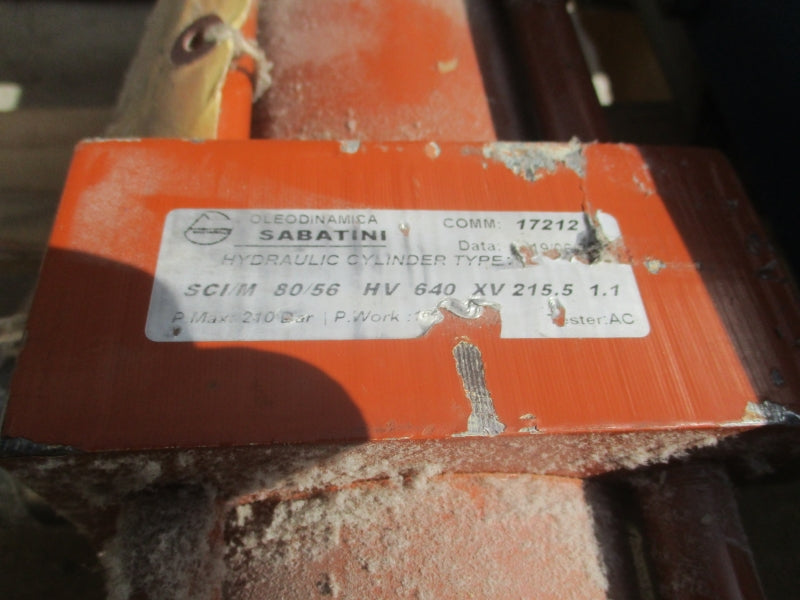 OLEODINAMICA
SABATINI
COMM: 17212
Data:
HYDRAULIC CYLINDER TYPE:
SCI/M 80/56 HV 640 XV 215.5 1.1
P.Max: 210 Bar | P.Work :
AC